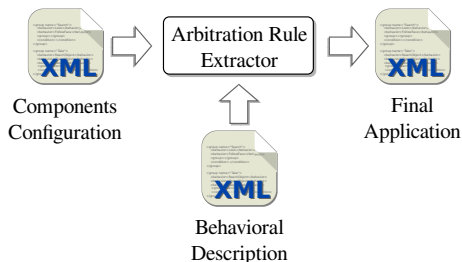 XML
Components
Configuration
Arbitration Rule
Extractor
XML
Final
Application
XML
Behavioral
Description